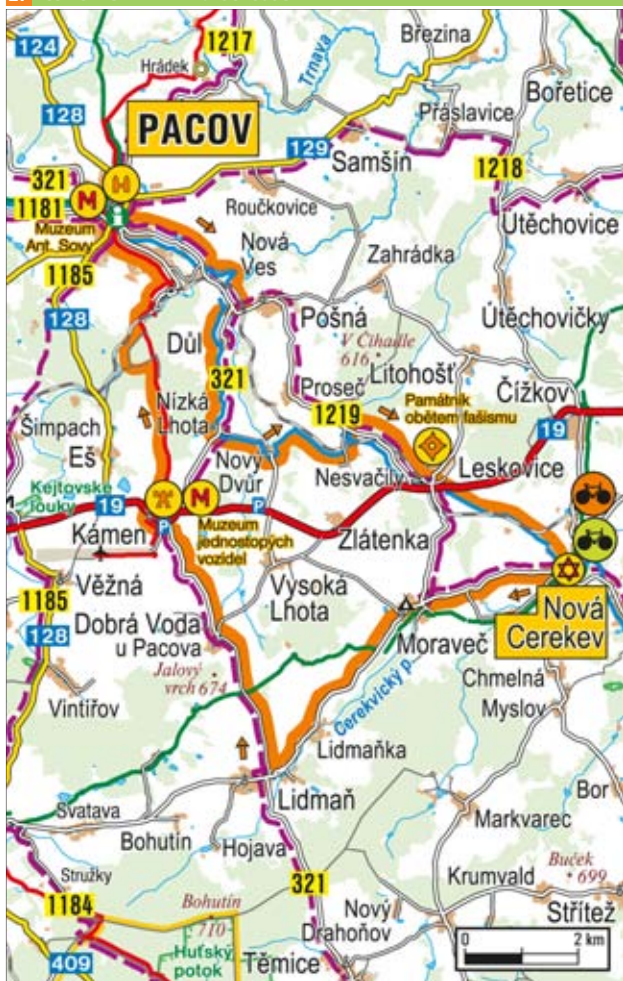 1217
Březina
124
Hrádek
Trnava
Bořetice
128
Přáslavice
PACOV
129
Samšín
1218
321
M
1181
Roučkovice
Útěchovice
Muzeum
Ant. Sovy
i
Nová
Ves
Zahrádka
1185
128
Pošná
Útěchovičky
Důl
V Čihadle
616
Litohošť
321
Proseč
Čížkov
Památník
obětem fašismu
1219
19
Nízká
Lhota
Šimpach
Eš
Nový
Dvůr
Nesvačily
Leskovice
Kejtovské
louky
19
M
P
P
Kámen
Muzeum
jednostopých
vozidel
Zlátenka
Věžná
1185
Vysoká
Lhota
Nová
Cerekev
128
Dobrá Voda
u Pacova
Moraveč
Jalový
vrch 674
Cerekvický p.
Chmelná
Vintířov
Myslov
Lidmaňka
Lidmaň
Bor
Svatava
Markvarec
Bohutín
Hojava
Buček
699
Stružky
321
Krumvald
1184
Bohutín
710
Nový
Drahoňov
Střítež
Huťský
potok
0 2 km
409
Těmice